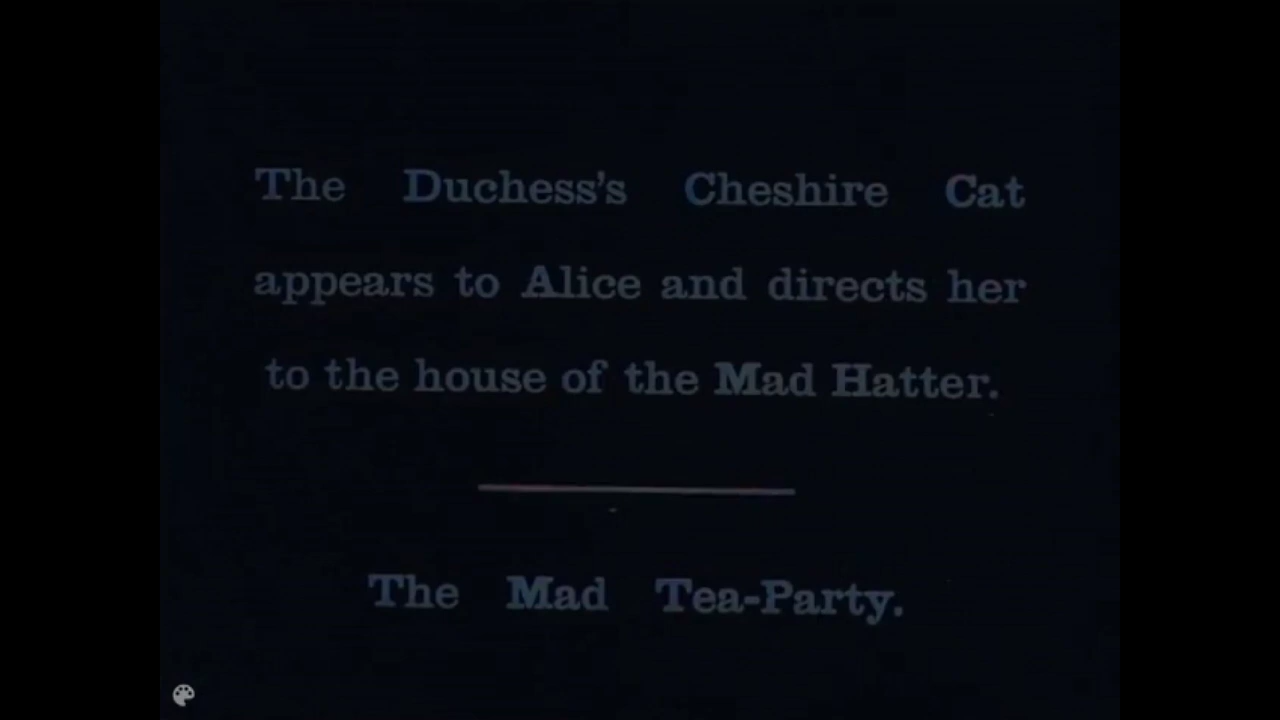 The Duchess's Cheshire Cat
appears to Alice and directs her
to the house of the Mad Hatter.
The Mad Tea-Party.